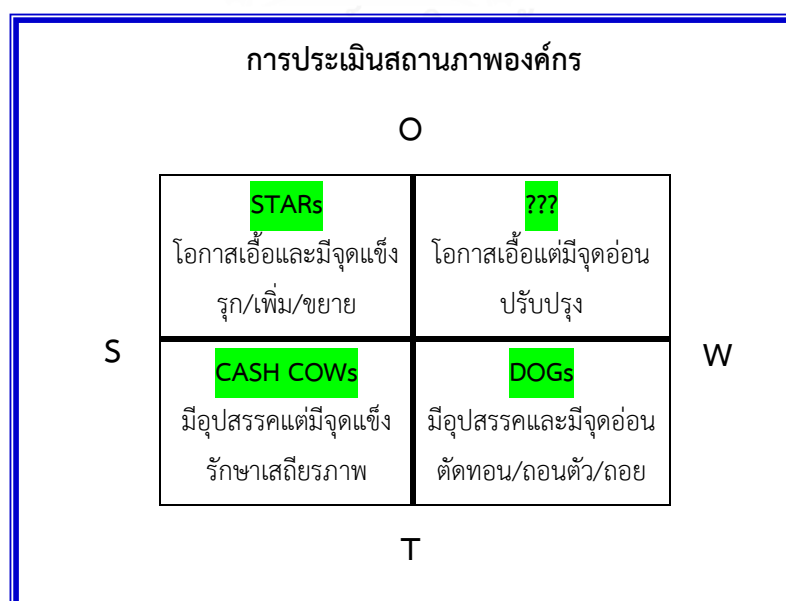 การประเมินสถานภาพองค์กร
O
STARs
โอกาสเอื้อและมีจุดแข็ง
รุก/เพิ่ม/ขยาย
???
โอกาสเอื้อแต่มีจุดอ่อน
ปรับปรุง
S
W
CASH COWs
มีอุปสรรคแต่มีจุดแข็ง
รักษาเสถียรภาพ
DOGs
มีอุปสรรคและมีจุดอ่อน
ตัดทอน/ถอนตัว/ถอย
T